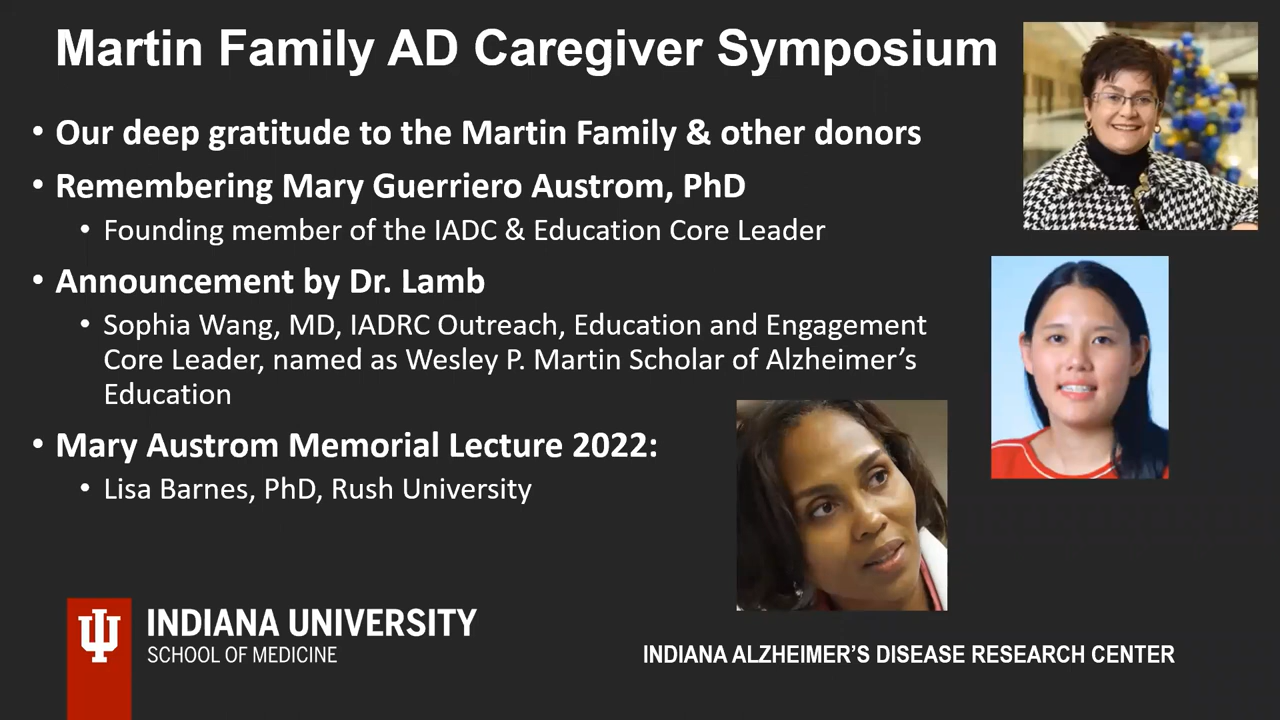 Martin Family AD Caregiver Symposium
• Our deep gratitude to the Martin Family & other donors
• Remembering Mary Guerriero Austrom, PhD
• Founding member of the IADC & Education Core Leader
• Announcement by Dr. Lamb
• Sophia Wang, MD, IADRC Outreach, Education and Engagement
Core Leader, named as Wesley P. Martin Scholar of Alzheimer’s
Education
• Mary Austrom Memorial Lecture 2022:
• Lisa Barnes, PhD, Rush University
INDIANA UNIVERSITY
SCHOOL OF MEDICINE
INDIANA ALZHEIMER’S DISEASE RESEARCH CENTER